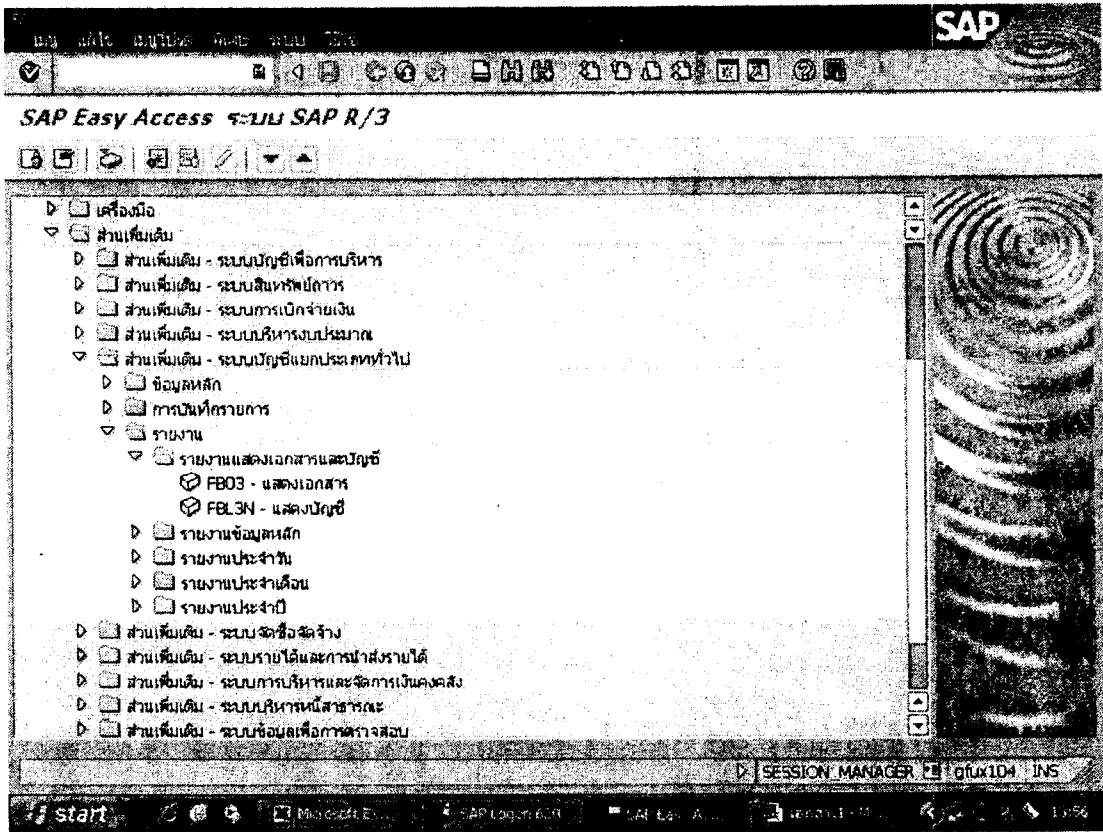 SAP
SAP Easy Access ระบบ SAP R/3
เครื่องมือ
ส่วนเพิ่มเติม
ส่วนเพิ่มเติม - ระบบบัญชีเพื่อการบริหาร
ส่วนเพิ่มเติม - ระบบสินทรัพย์ถาวร
ส่วนเพิ่มเติม - ระบบการเบิกจ่ายเงิน
ส่วนเพิ่มเติม - ระบบบริหารงบประมาณ
ส่วนเพิ่มเติม - ระบบบัญชีแยกประเภททั่วไป
ข้อมูลหลัก
การบันทึกรายการ
รายงาน
รายงานแสดงเอกสารและบัญชี
FB03 - แสดงเอกสาร
FBL3N - แสดงบัญชี
รายงานข้อมูลหลัก
รายงานประจำวัน
รายงานประจำเดือน
รายงานประจำปี
ส่วนเพิ่มเติม - ระบบจัดซื้อจัดจ้าง
ส่วนเพิ่มเติม - ระบบรายได้และการนำส่งรายได้
ส่วนเพิ่มเติม - ระบบการบริหารและจัดการเงินคงคลัง
ส่วนเพิ่มเติม - ระบบบริหารหนี้สาธารณะ
ส่วนเพิ่มเติม - ระบบข้อมูลเพื่อการตรวจสอบ
SESSION_MANAGER gfux104 INS
start